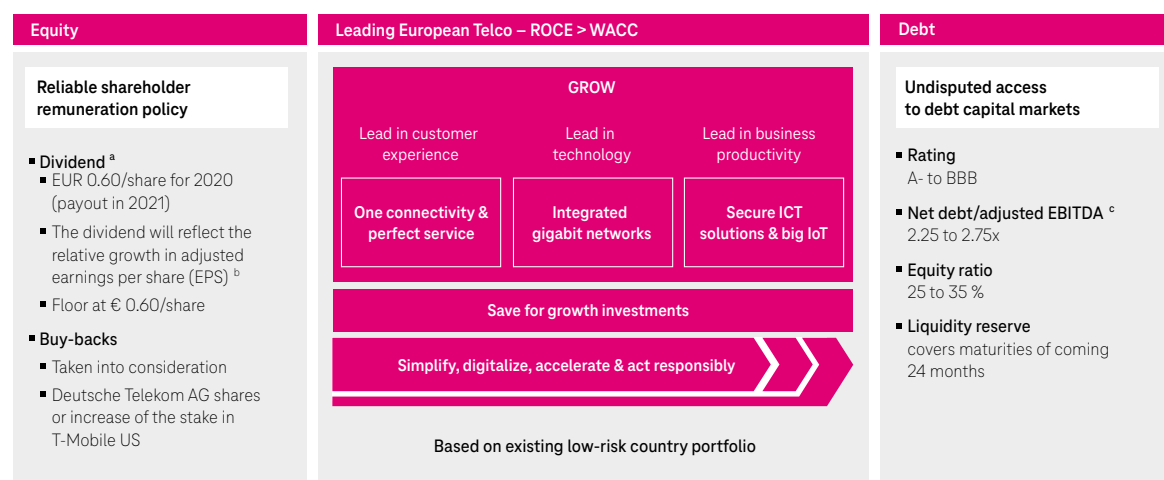 Equity
Reliable shareholder
remuneration policy
▪ Dividend a
▪ EUR 0.60/share for 2020
(payout in 2021)
▪ The dividend will reflect the
relative growth in adjusted
earnings per share (EPS) b
▪ Floor at € 0.60/share
▪ Buy-backs
▪ Taken into consideration
▪ Deutsche Telekom AG shares
or increase of the stake in
T-Mobile US
Leading European Telco – ROCE > WACC
GROW
Lead in customer
experience
One connectivity &
perfect service
Lead in
technology
Integrated
gigabit networks
Lead in business
productivity
Secure ICT
solutions & big IoT
Save for growth investments
Simplify, digitalize, accelerate & act responsibly
Based on existing low-risk country portfolio
Debt
Undisputed access
to debt capital markets
▪ Rating
A- to BBB
▪ Net debt/adjusted EBITDA c
2.25 to 2.75x
▪ Equity ratio
25 to 35 %
▪ Liquidity reserve
covers maturities of coming
24 months